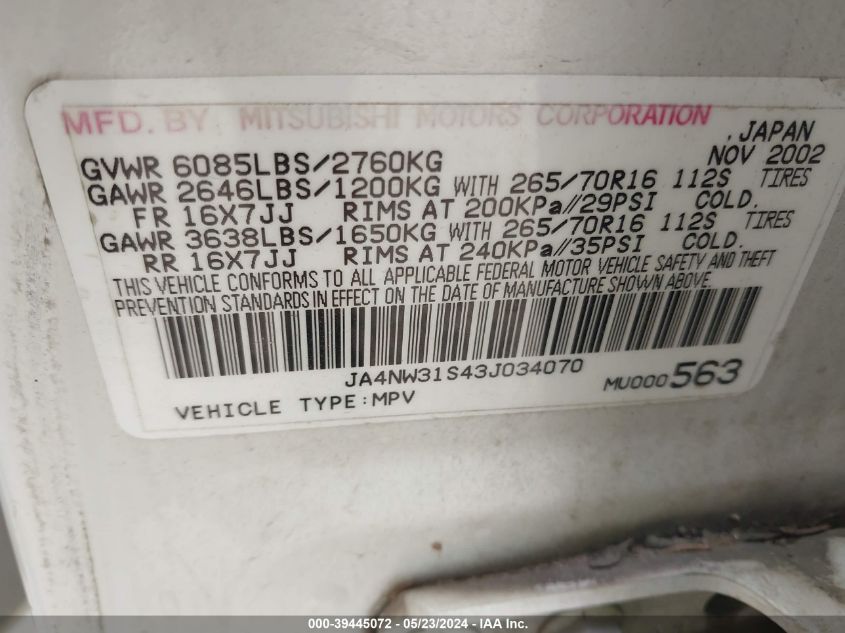 MFD. BY MITSUBISHI MOTORS CORPORATION
, JAPAN
GVWR 6085LBS/2760KG NOV 2002
GAWR 2646LBS/1200KG WITH 265/70R16 112S TIRES
FR 16X7JJ RIMS AT 200KPa//29PSI COLD.
GAWR 3638LBS/1650KG WITH 265/70R16 112S TIRES
RR 16X7JJ RIMS AT 240KPa//35PSI COLD.
THIS VEHICLE CONFORMS TO ALL APPLICABLE FEDERAL MOTOR VEHICLE SAFETY AND THEFT
PREVENTION STANDARDS IN EFFECT ON THE DATE OF MANUFACTURE SHOWN ABOVE.
JA4NW31S43J034070
MU000563
VEHICLE TYPE:MPV
000-39445072 - 05/23/2024 - IAA Inc.